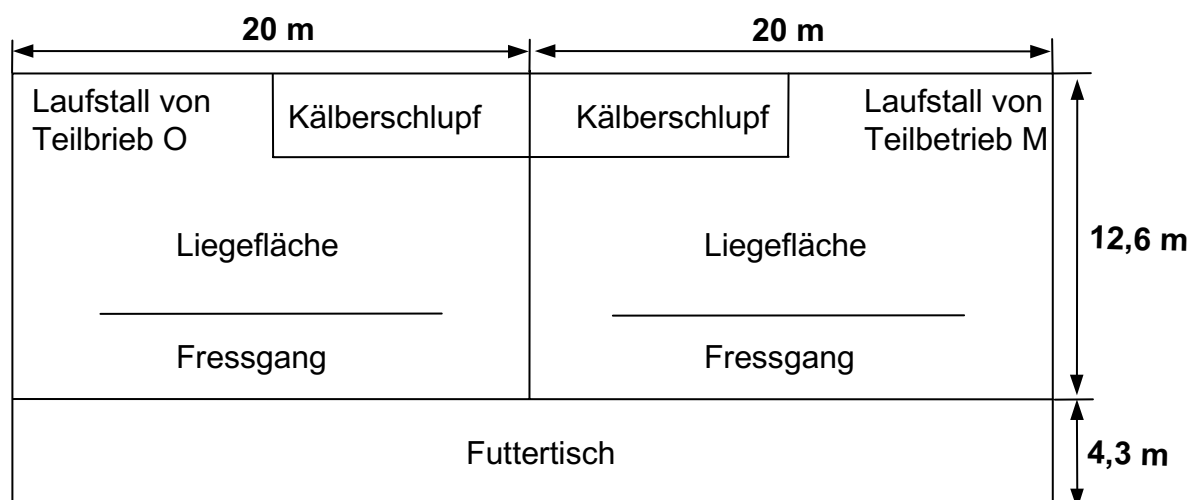 20 m
20 m
Laufstall von
Teilbrieb O
Kälberschlupf
Kälberschlupf
Laufstall von
Teilbetrieb M
Liegefläche
Liegefläche
12,6 m
Fressgang
Fressgang
Futtertisch
4,3 m